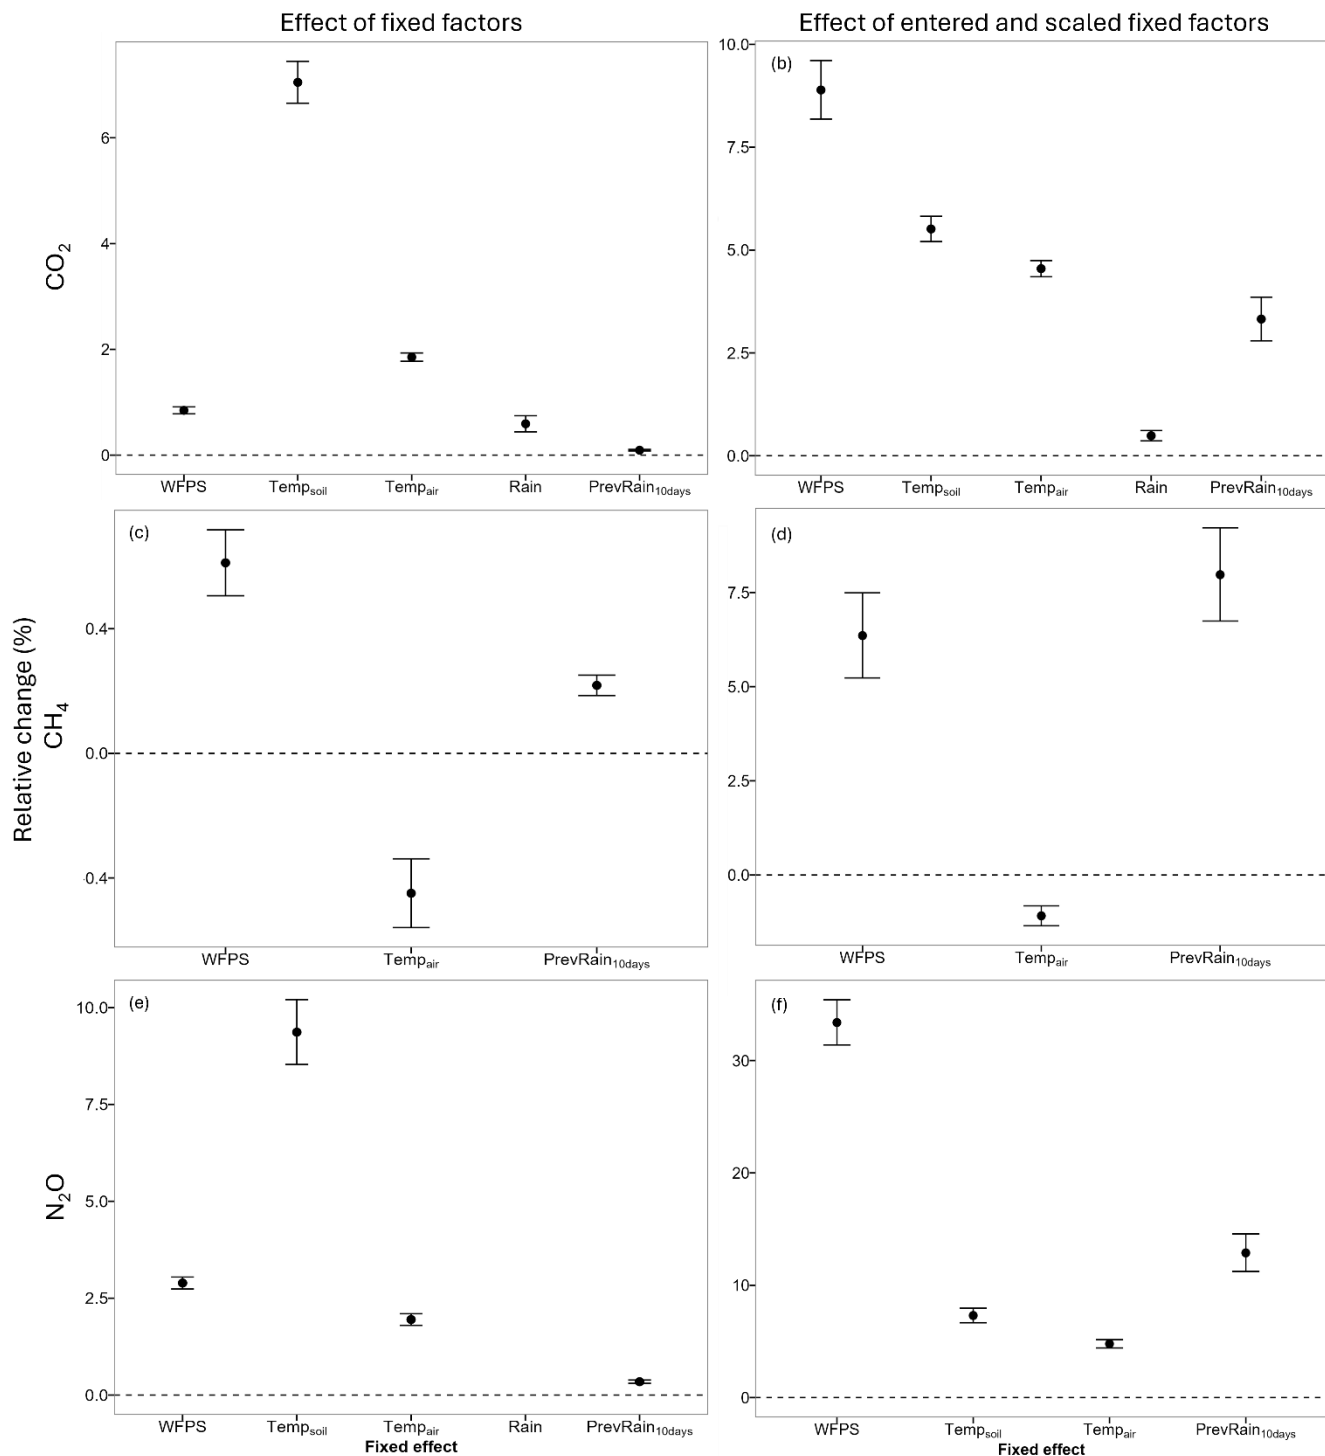 Effect of fixed factors
Effect of entered and scaled fixed factors
Relative change (%)
CO2
6
4
2
0
WFPS Tempsoil Tempair Rain PrevRain10days
(b)
10.0
7.5
5.0
2.5
0.0
WFPS Tempsoil Tempair Rain PrevRain10days
CH4
(c)
0.4
0.0
0.4
WFPS Tempair PrevRain10days
(d)
7.5
5.0
2.5
0.0
WFPS Tempair PrevRain10days
N2O
(e)
10.0
7.5
5.0
2.5
0.0
WFPS Tempsoil Tempair Rain PrevRain10days
Fixed effect
(f)
30
20
10
0
WFPS Tempsoil Tempair PrevRain10days
Fixed effect